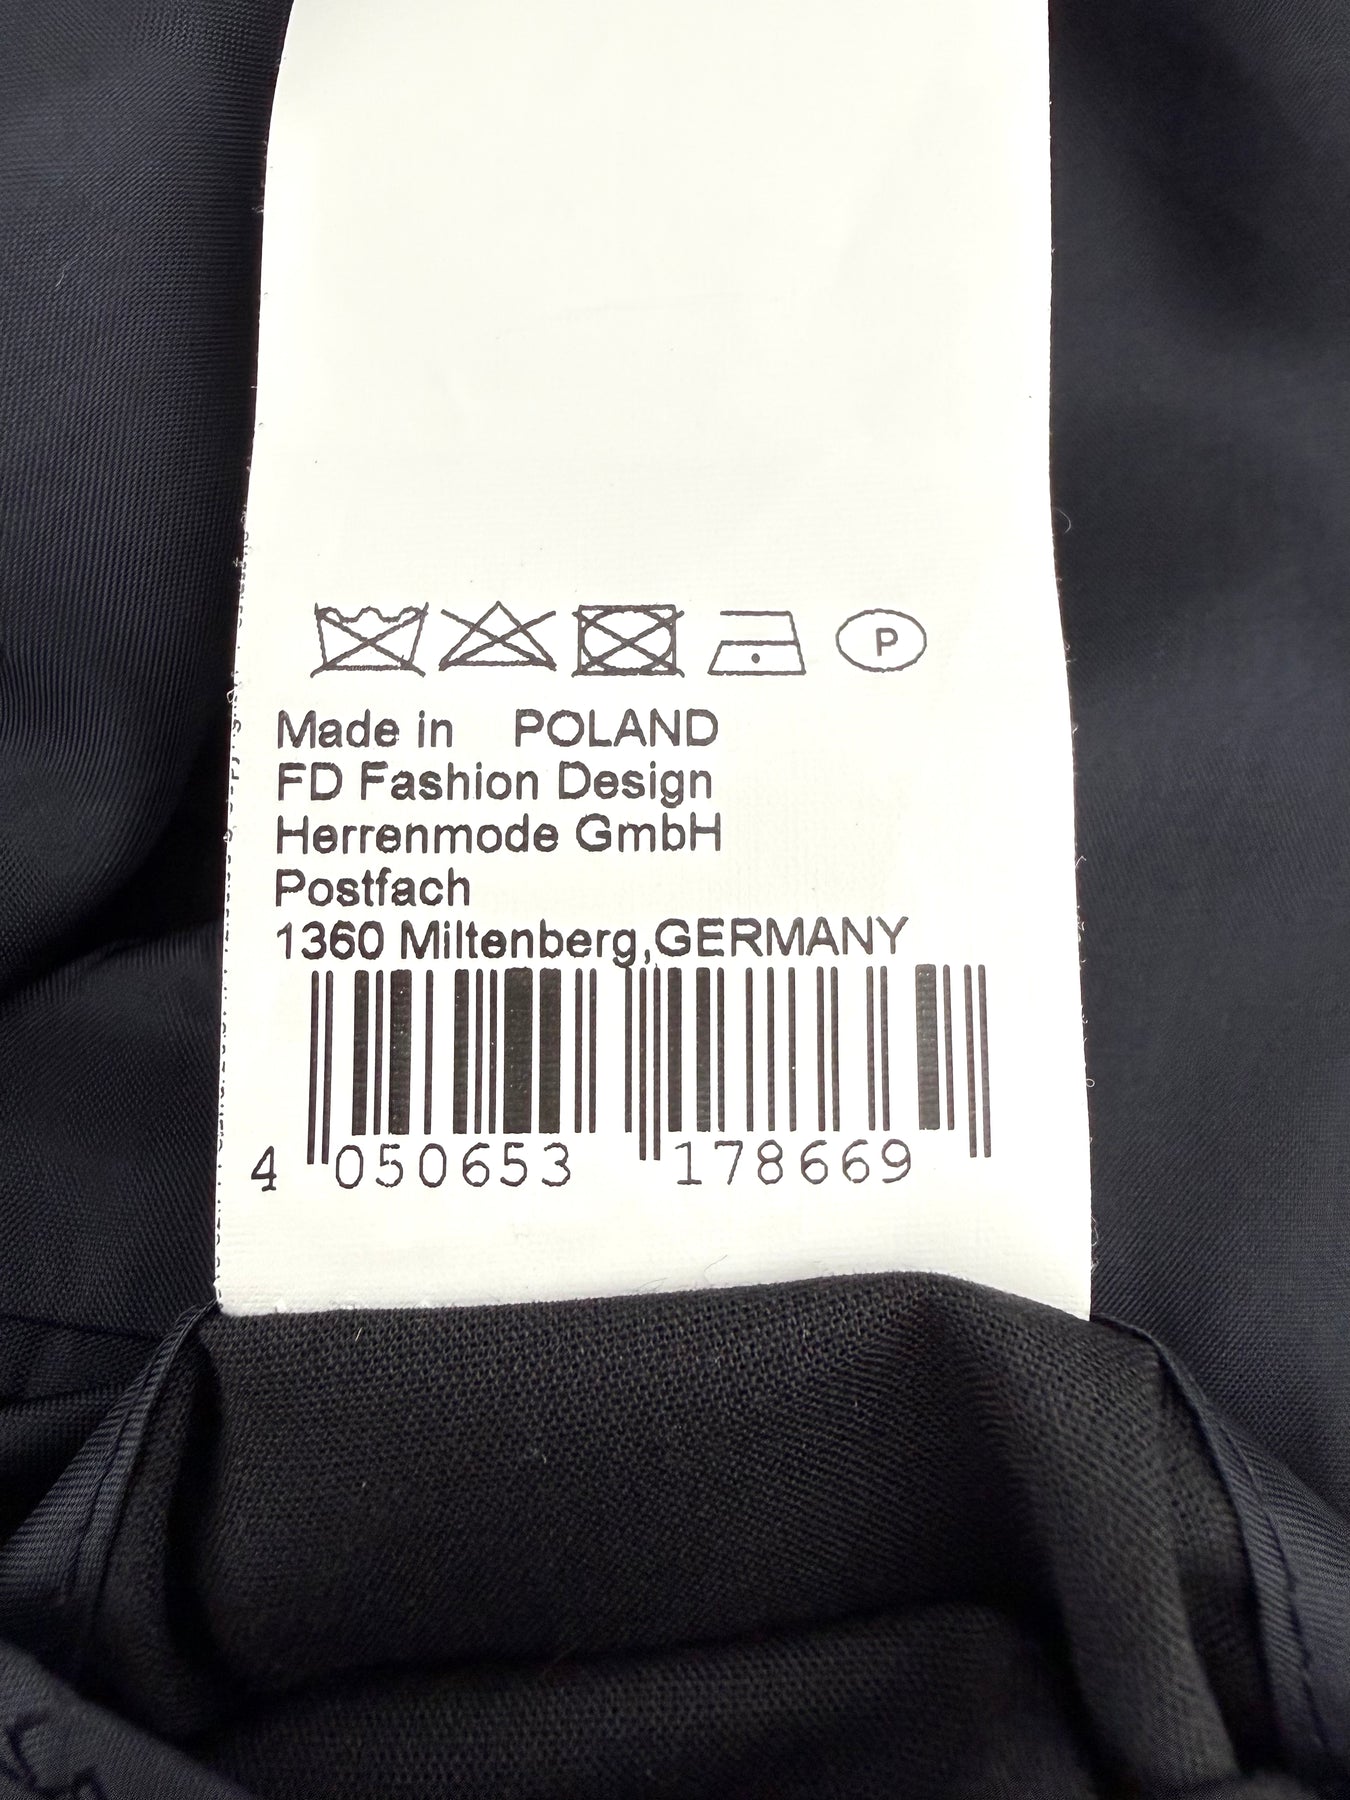 P
Made in POLAND
FD Fashion Design
Herrenmode GmbH
Postfach
1360 Miltenberg,GERMANY
4 050653 178669